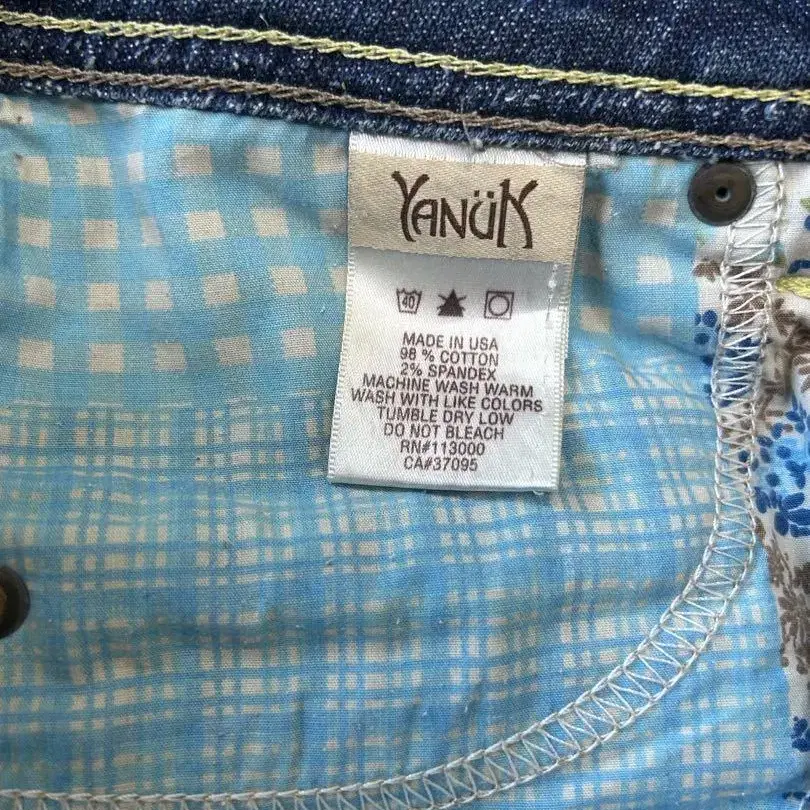 YANÜK
40
MADE IN USA
98 % COTTON
2% SPANDEX
MACHINE WASH WARM
WASH WITH LIKE COLORS
TUMBLE DRY LOW
DO NOT BLEACH
RN#113000
CA#37095